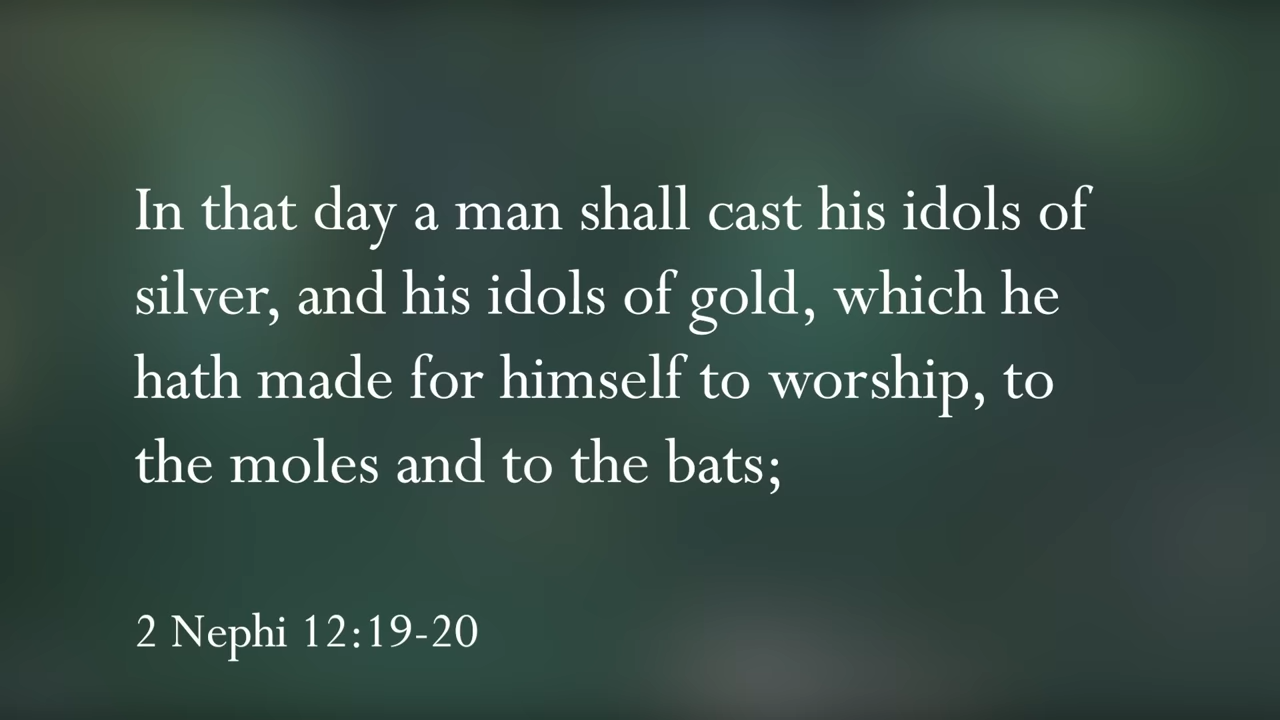 In that day a man shall cast his idols of
silver, and his idols of gold, which he
hath made for himself to worship, to
the moles and to the bats;
2 Nephi 12:19-20